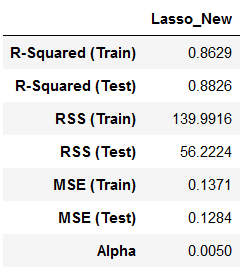 Lasso_New
R-Squared (Train) 0.8629
R-Squared (Test) 0.8826
RSS (Train) 139.9916
RSS (Test) 56.2224
MSE (Train) 0.1371
MSE (Test) 0.1284
Alpha 0.0050